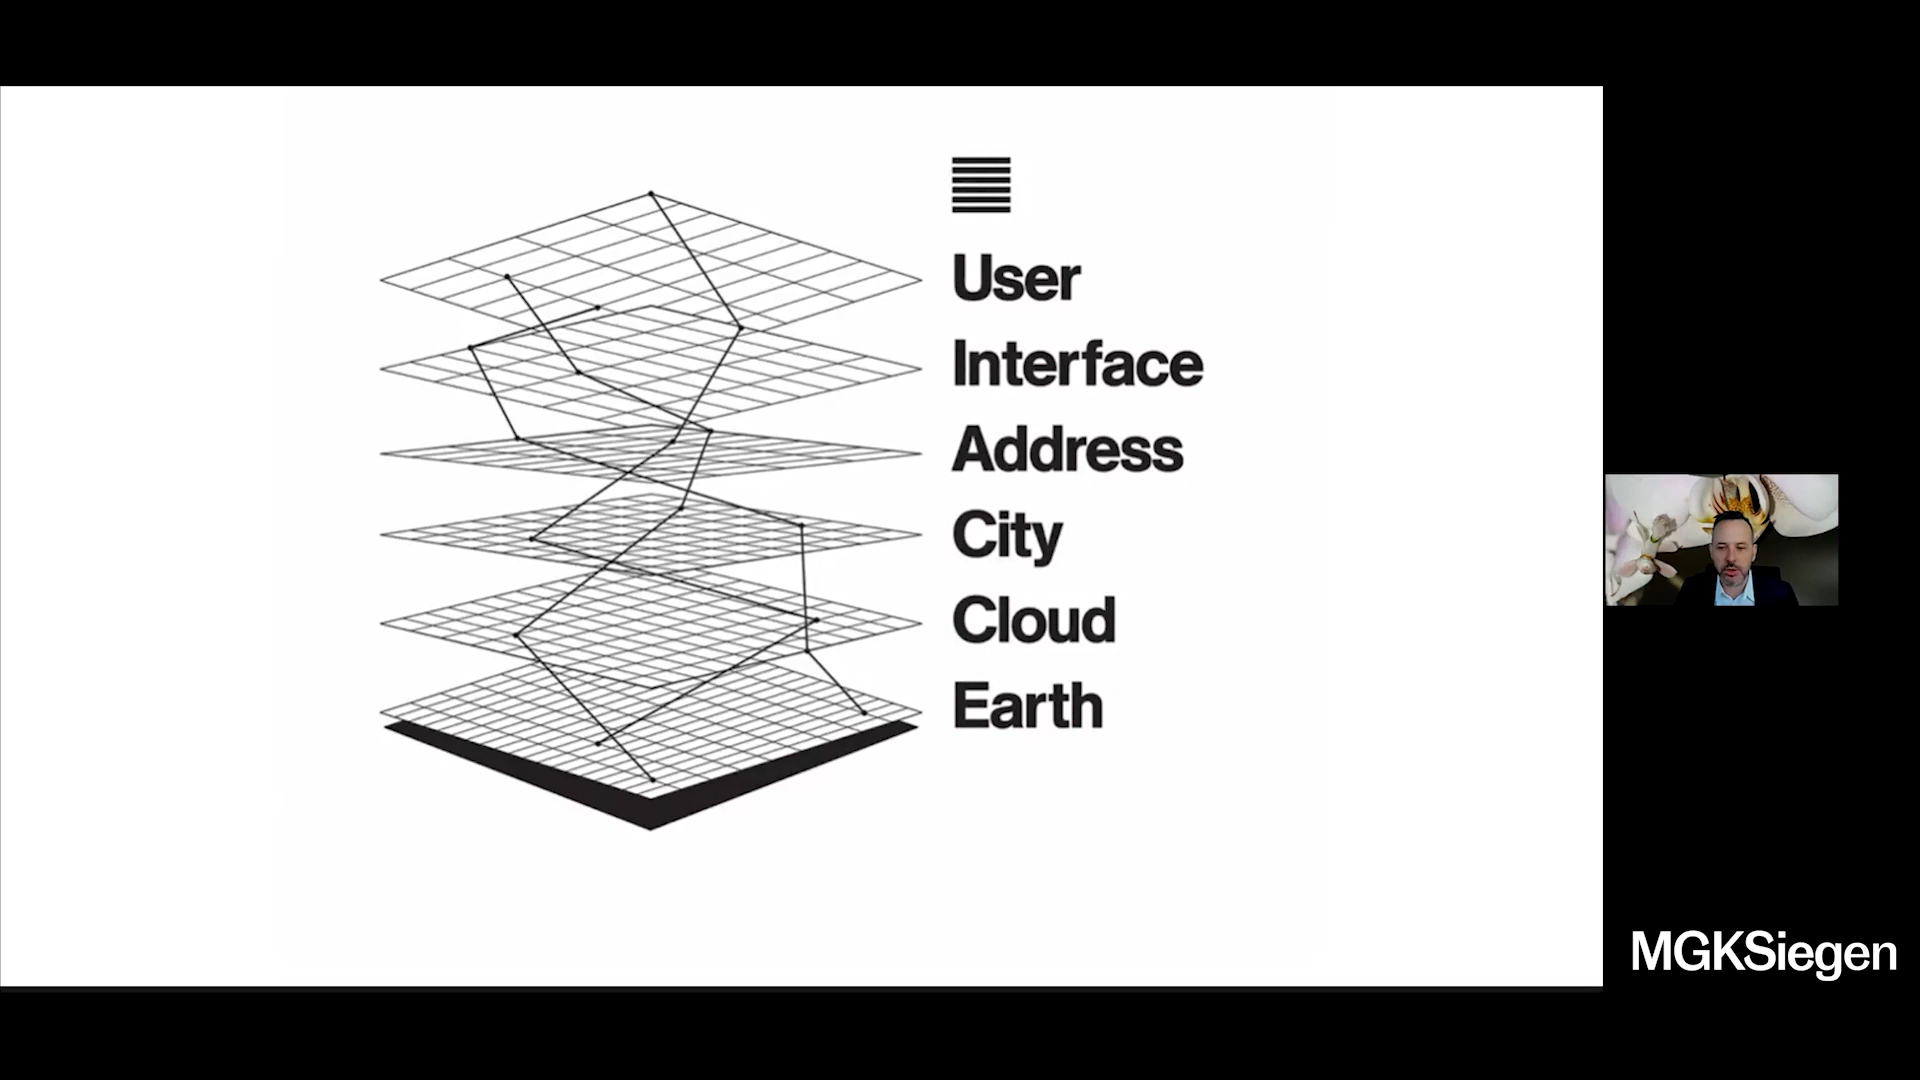 User
Interface
Address
City
Cloud
Earth
MGKSiegen